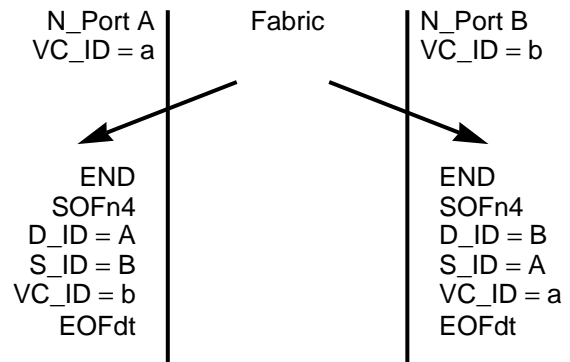 N_Port A
VC_ID = a
Fabric
N_Port B
VC_ID = b
END
SOFn4
D_ID = A
S_ID = B
VC_ID = b
EOFdt
END
SOFn4
D_ID = B
S_ID = A
VC_ID = a
EOFdt